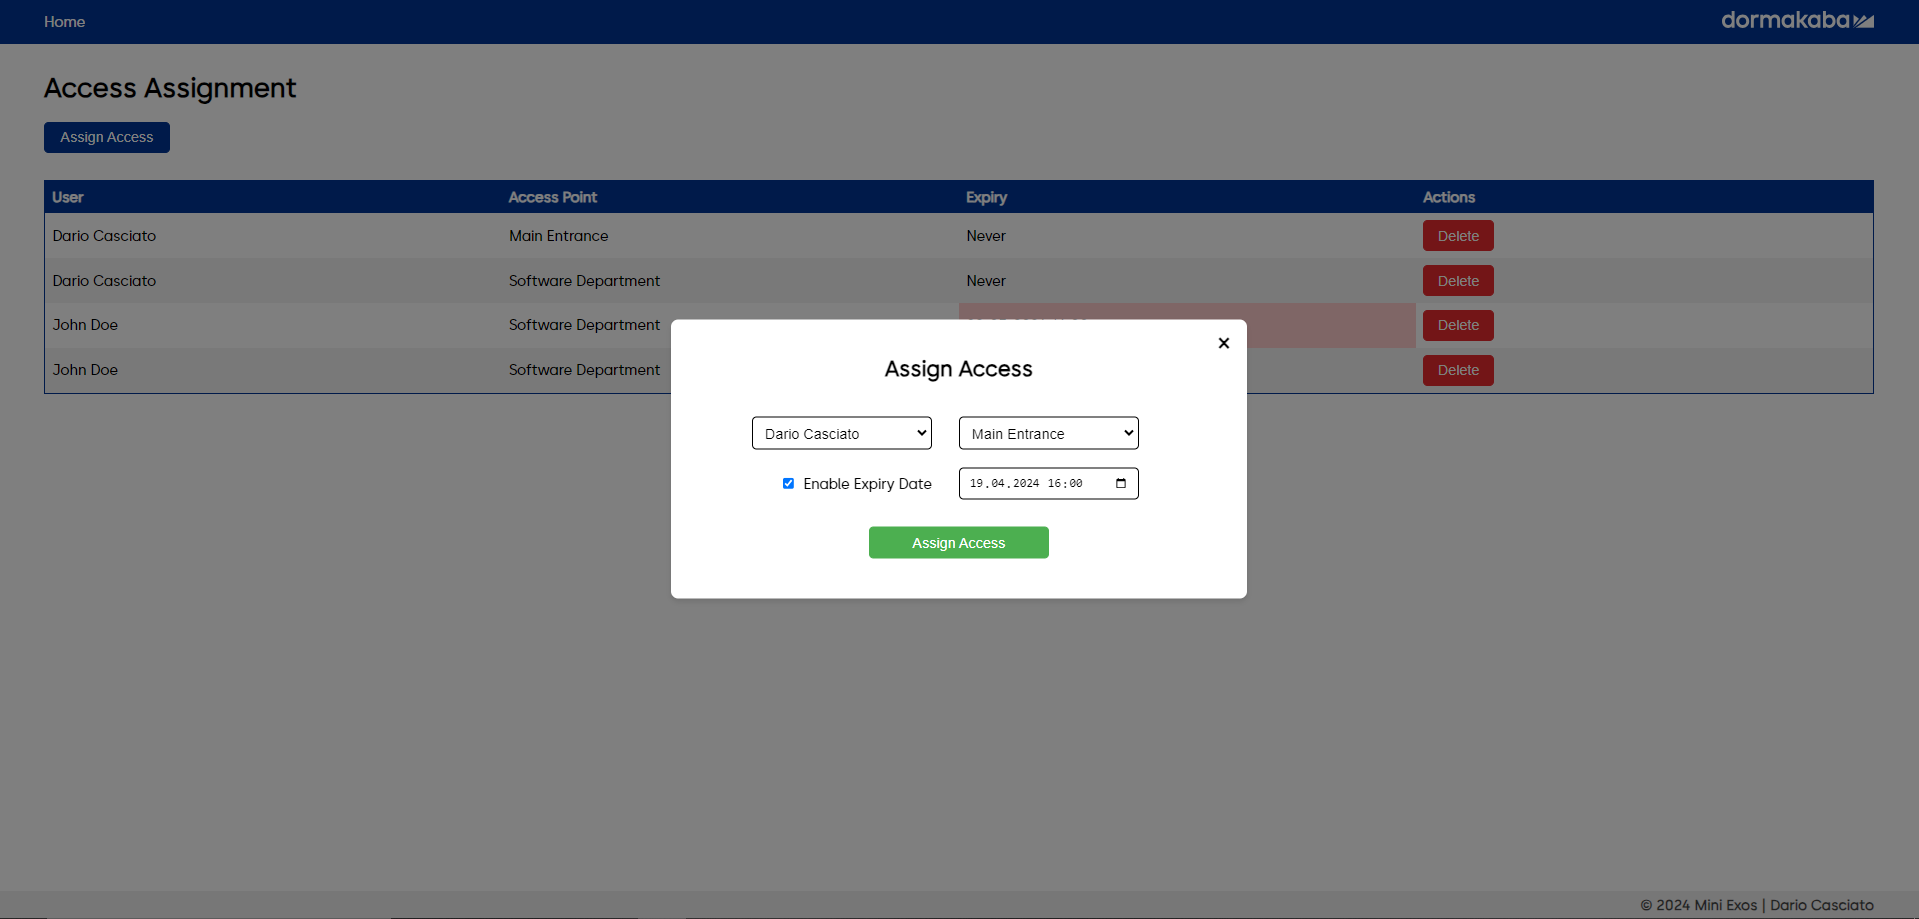 Home
dormakaba
Access Assignment
Assign Access
User Access Point Expiry Actions
Dario Casciato Main Entrance Never Delete
Dario Casciato Software Department Never Delete
John Doe Software Department Delete
John Doe Software Department Delete
×
Assign Access
Dario Casciato Main Entrance
Enable Expiry Date 19.04.2024 16:00
Assign Access
© 2024 Mini Exos | Dario Casciato